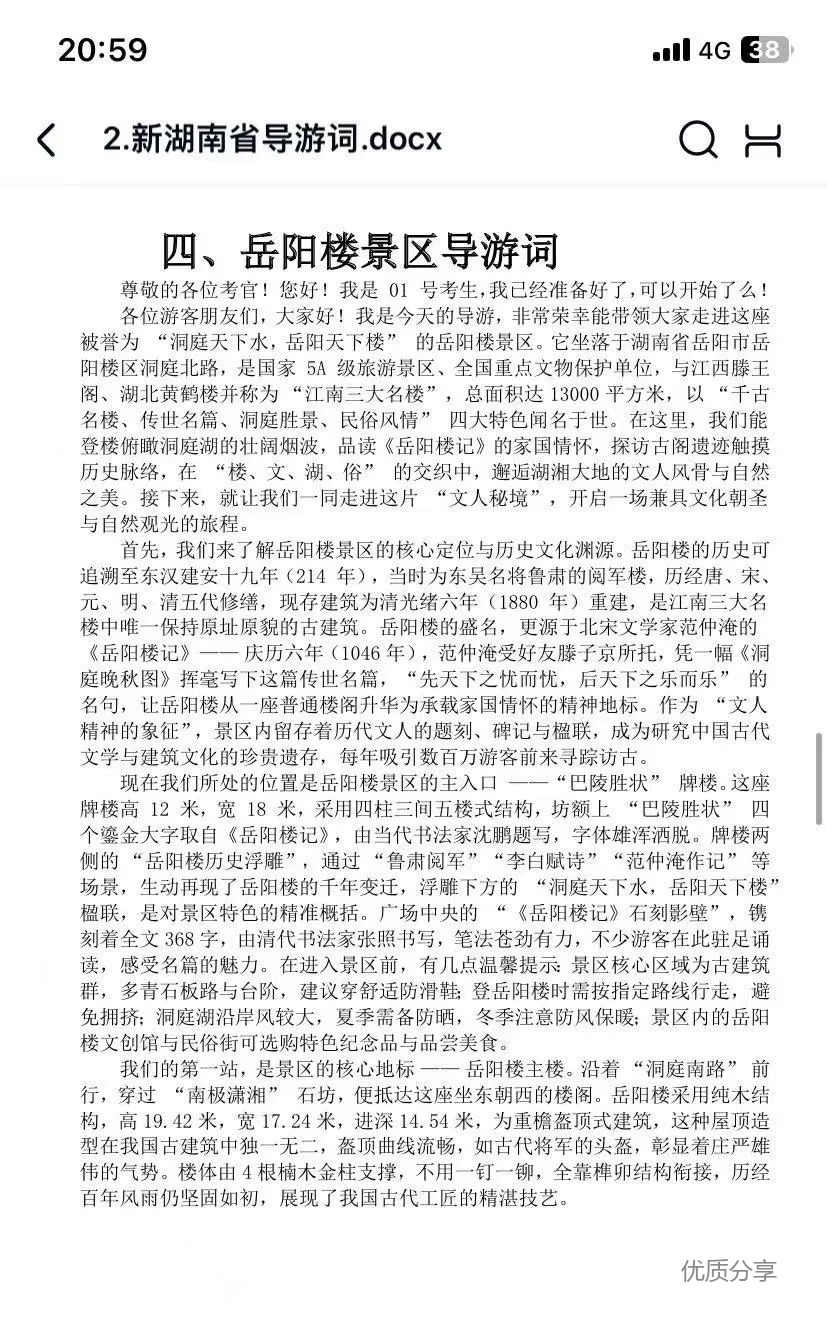 20:59
4G 38
2.新湖南省导游词.docx
四、岳阳楼景区导游词
尊敬的各位考官！您好！我是 01 号考生，我已经准备好了，可以开始了么！
各位游客朋友们，大家好！我是今天的导游，非常荣幸能带领大家走进这座
被誉为 “洞庭天下水，岳阳天下楼” 的岳阳楼景区。它坐落于湖南省岳阳市岳
阳楼区洞庭北路，是国家 5A 级旅游景区、全国重点文物保护单位，与江西滕王
阁、湖北黄鹤楼并称为 “江南三大名楼”，总面积达 13000 平方米，以 “千古
名楼、传世名篇、洞庭胜景、民俗风情” 四大特色闻名于世。在这里，我们能
登楼俯瞰洞庭湖的壮阔烟波，品读《岳阳楼记》的家国情怀，探访古阁遗迹触摸
历史脉络，在 “楼、文、湖、俗” 的交织中，邂逅湖湘大地的文人风骨与自然
之美。接下来，就让我们一同走进这片 “文人秘境”，开启一场兼具文化朝圣
与自然观光的旅程。
首先，我们来了解岳阳楼景区的核心定位与历史文化渊源。岳阳楼的历史可
追溯至东汉建安十九年（214 年），当时为东吴名将鲁肃的阅军楼，历经唐、宋、
元、明、清五代修缮，现存建筑为清光绪六年（1880 年）重建，是江南三大名
楼中唯一保持原址原貌的古建筑。岳阳楼的盛名，更源于北宋文学家范仲淹的
《岳阳楼记》—— 庆历六年（1046 年），范仲淹受好友滕子京所托，凭一幅《洞
庭晚秋图》挥毫写下这篇传世名篇，“先天下之忧而忧，后天下之乐而乐” 的
名句，让岳阳楼从一座普通楼阁升华为承载家国情怀的精神地标。作为 “文人
精神的象征”，景区内留存着历代文人的题刻、碑记与楹联，成为研究中国古代
文学与建筑文化的珍贵遗存，每年吸引数百万游客前来寻踪访古。
现在我们所处的位置是岳阳楼景区的主入口 ——“巴陵胜状” 牌楼。这座
牌楼高 12 米，宽 18 米，采用四柱三间五楼式结构，坊额上 “巴陵胜状” 四
个鎏金大字取自《岳阳楼记》，由当代书法家沈鹏题写，字体雄浑洒脱。牌楼两
侧的 “岳阳楼历史浮雕”，通过 “鲁肃阅军” “李白赋诗” “范仲淹作记” 等
场景，生动再现了岳阳楼的千年变迁，浮雕下方的 “洞庭天下水，岳阳天下楼”
楹联，是对景区特色的精准概括。广场中央的 “《岳阳楼记》石刻影壁”，镌
刻着全文 368 字，由清代书法家张照书写，笔法苍劲有力，不少游客在此驻足诵
读，感受名篇的魅力。在进入景区前，有几点温馨提示：景区核心区域为古建筑
群，多青石板路与台阶，建议穿舒适防滑鞋；登岳阳楼时需按指定路线行走，避
免拥挤；洞庭湖沿岸风较大，夏季需备防晒，冬季注意防风保暖；景区内的岳阳
楼文创馆与民俗街可选购特色纪念品与品尝美食。
我们的第一站，是景区的核心地标 —— 岳阳楼主楼。沿着 “洞庭南路” 前
行，穿过 “南极潇湘” 石坊，便抵达这座坐东朝西的楼阁。岳阳楼采用纯木结
构，高 19.42 米，宽 17.24 米，进深 14.54 米，为重檐盔顶式建筑，这种屋顶造
型在我国古建筑中独一无二，盔顶曲线流畅，如古代将军的头盔，彰显着庄严雄
伟的气势。楼体由 4 根楠木金柱支撑，不用一钉一铆，全靠榫卯结构衔接，历经
百年风雨仍坚固如初，展现了我国古代工匠的精湛技艺。
优质分享